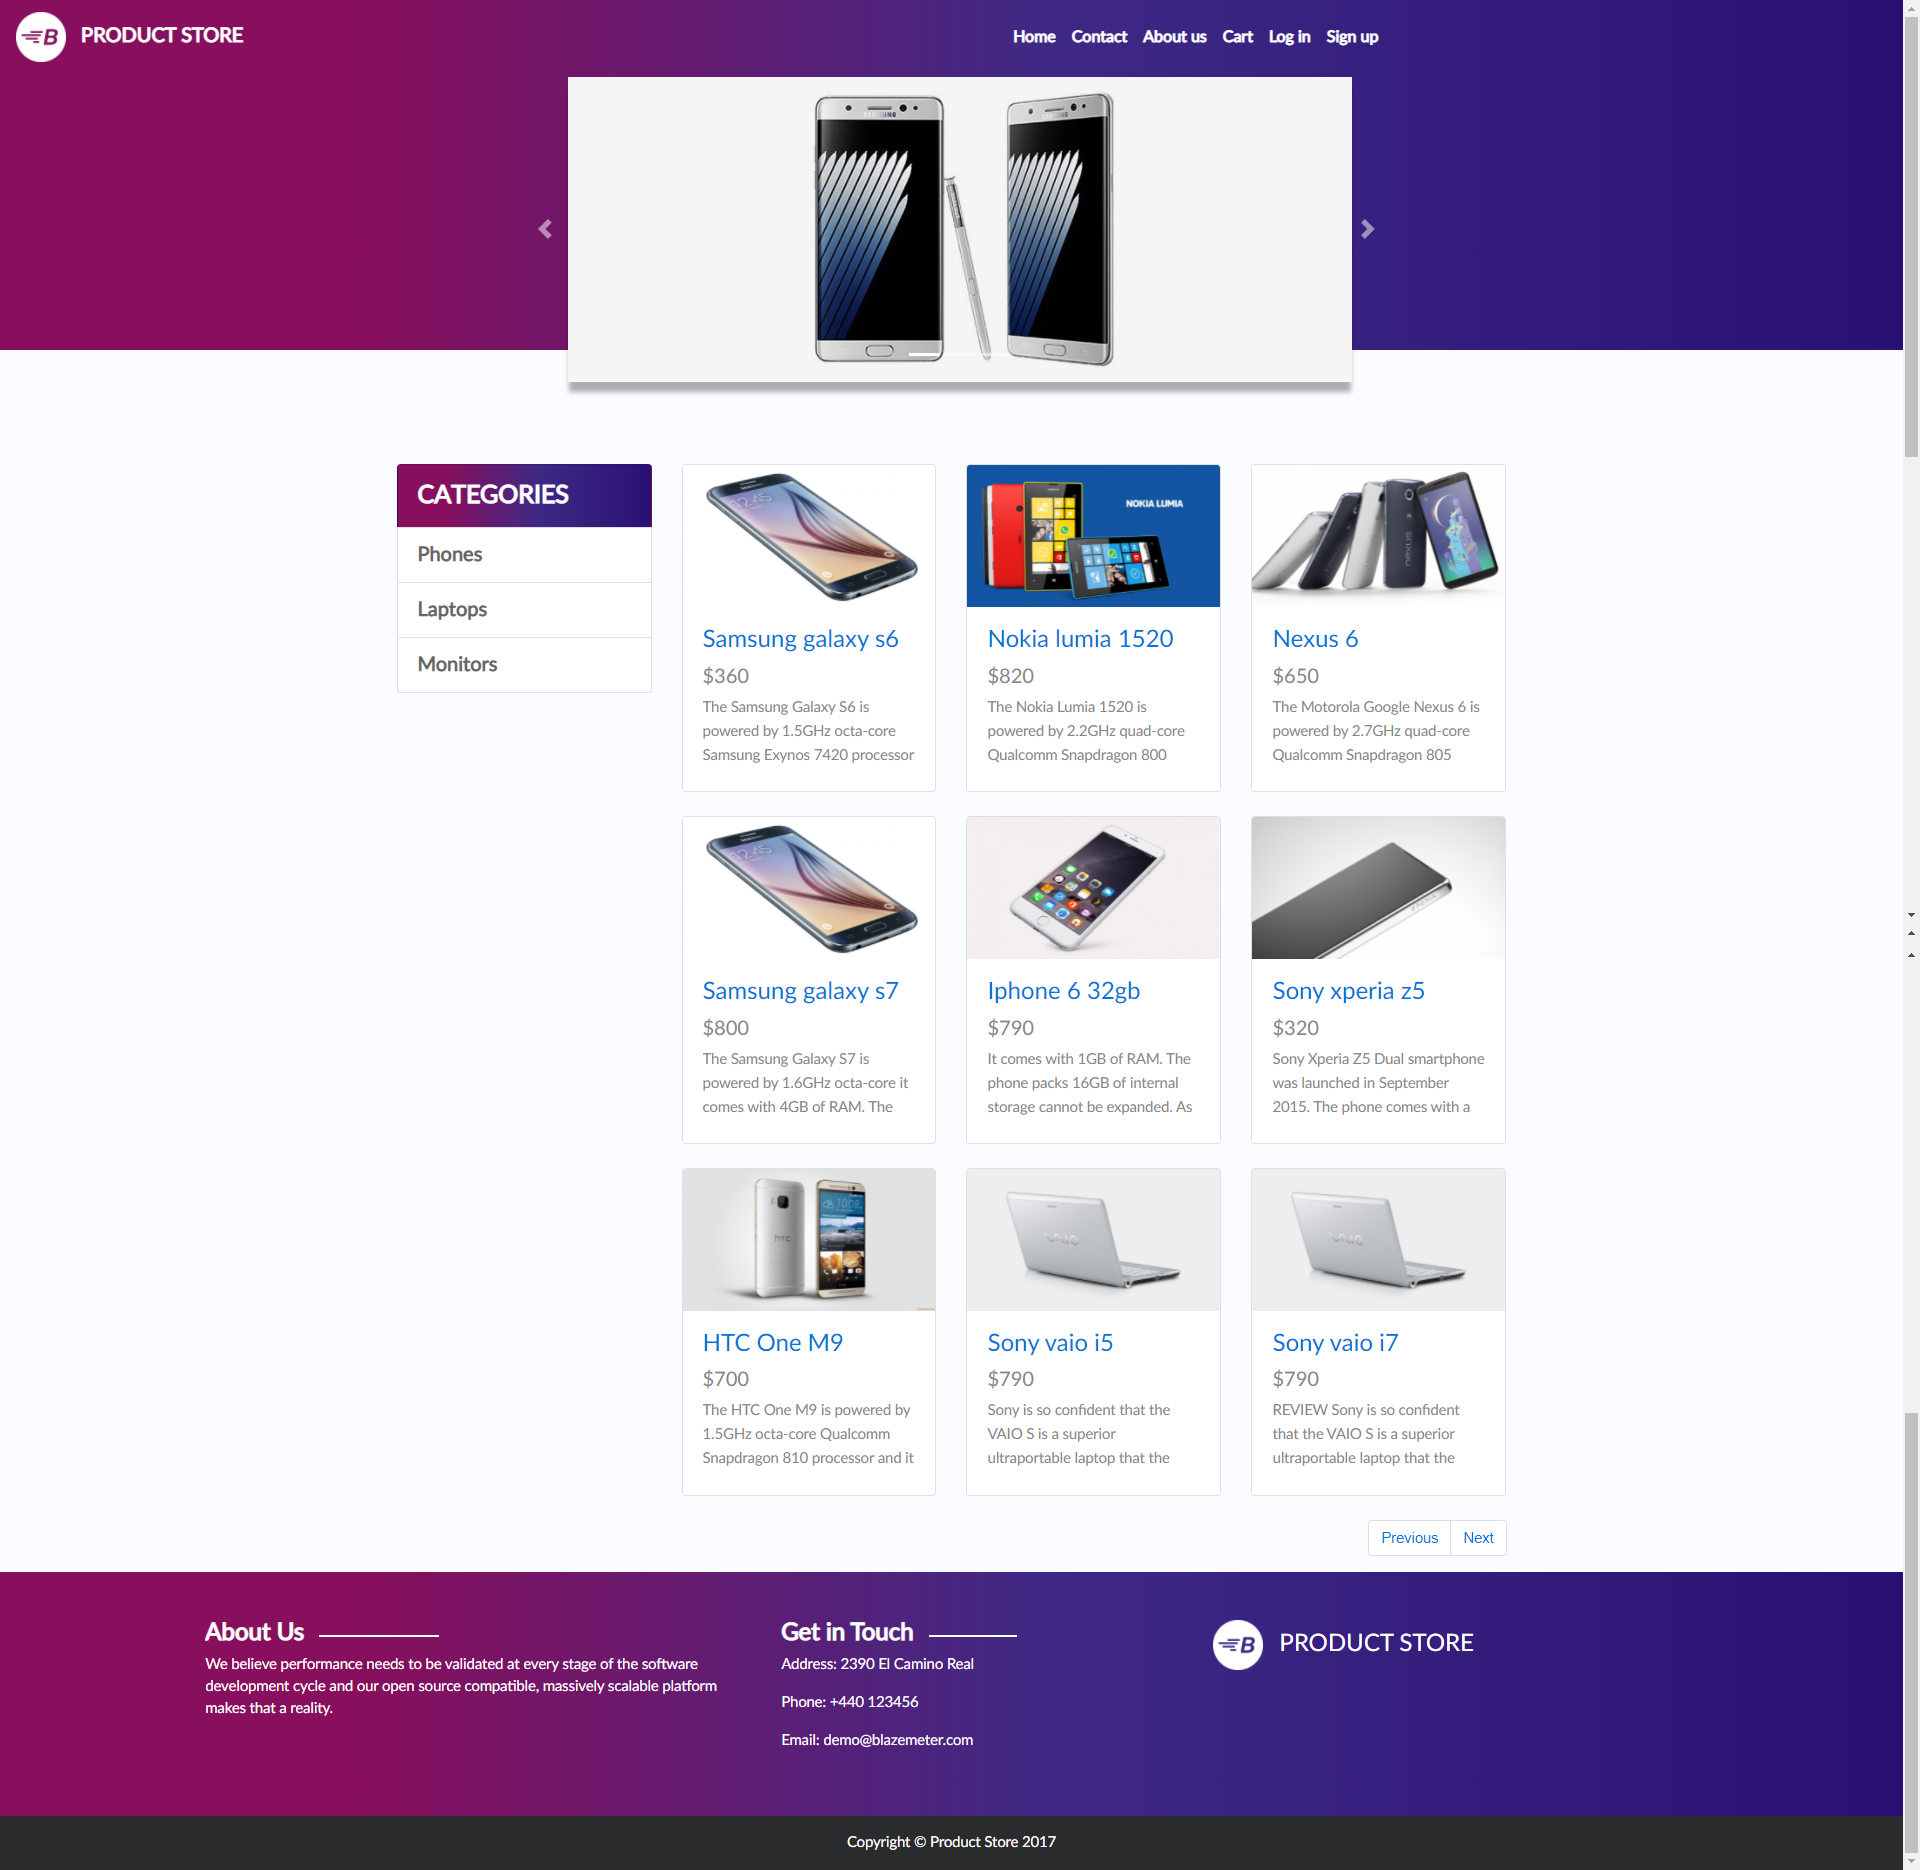 PRODUCT STORE
Home Contact About us Cart Log in Sign up
SAMSUNG
CATEGORIES
Phones
Laptops
Monitors
12:45
Samsung galaxy s6
$360
The Samsung Galaxy S6 is
powered by 1.5GHz octa-core
Samsung Exynos 7420 processor
NOKIA LUMIA
Nokia lumia 1520
$820
The Nokia Lumia 1520 is
powered by 2.2GHz quad-core
Qualcomm Snapdragon 800
nexus
Nexus 6
$650
The Motorola Google Nexus 6 is
powered by 2.7GHz quad-core
Qualcomm Snapdragon 805
12:45
Samsung galaxy s7
$800
The Samsung Galaxy S7 is
powered by 1.6GHz octa-core it
comes with 4GB of RAM. The
Iphone 6 32gb
$790
It comes with 1GB of RAM. The
phone packs 16GB of internal
storage cannot be expanded. As
XPERIA
Sony xperia z5
$320
Sony Xperia Z5 Dual smartphone
was launched in September
2015. The phone comes with a
hTC
10:08
HTC One M9
$700
The HTC One M9 is powered by
1.5GHz octa-core Qualcomm
Snapdragon 810 processor and it
VAIO
Sony vaio i5
$790
Sony is so confident that the
VAIO S is a superior
ultraportable laptop that the
VAIO
Sony vaio i7
$790
REVIEW Sony is so confident
that the VAIO S is a superior
ultraportable laptop that the
Previous Next
About Us
We believe performance needs to be validated at every stage of the software
development cycle and our open source compatible, massively scalable platform
makes that a reality.
Get in Touch
Address: 2390 El Camino Real
Phone: +440 123456
Email: demo@blazemeter.com
B
PRODUCT STORE
Copyright © Product Store 2017